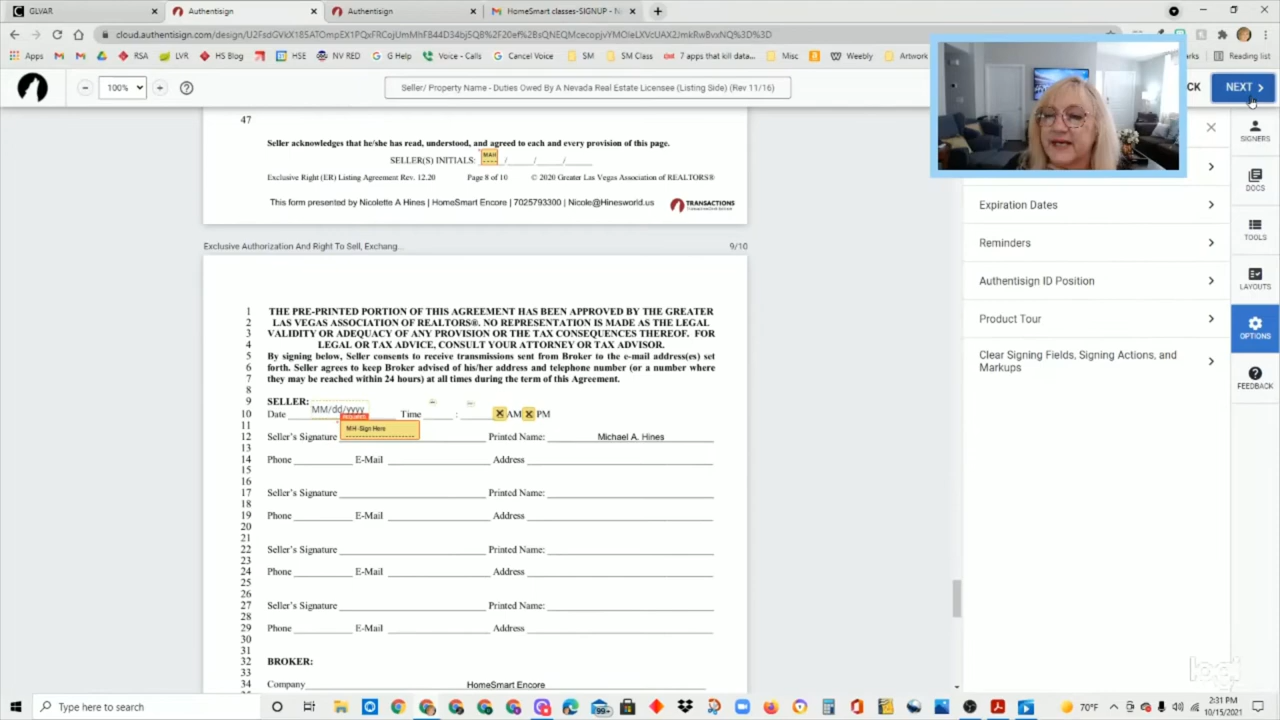 GLVAR
Authentisign
Authentisign
HomeSmart classes-SIGNUP - Ni
cloud.authentisign.com/design/
Apps
RSA
HS Blog
LVR
HSE
NV RED
G Help
Voice - Calls
Cancel Voice
SM
SM Class
7 apps that kill data...
Misc
Weebly
Artwork
Reading list
100%
Seller/ Property Name - Duties Owed By A Nevada Real Estate Licensee (Listing Side) (Rev 11/16)
CK
NEXT
47
Seller acknowledges that he/she has read, understood, and agreed to each and every provision of this page.
SELLER(S) INITIALS: MAH /_____/_____/_____
Exclusive Right (ER) Listing Agreement Rev. 12.20 Page 8 of 10 © 2020 Greater Las Vegas Association of REALTORS®
This form presented by Nicolette A Hines | HomeSmart Encore | 7025793300 | Nicole@Hinesworld.us
TRANSACTIONS
Exclusive Authorization And Right To Sell, Exchang... 9/10
1 THE PRE-PRINTED PORTION OF THIS AGREEMENT HAS BEEN APPROVED BY THE GREATER
2 LAS VEGAS ASSOCIATION OF REALTORS®. NO REPRESENTATION IS MADE AS THE LEGAL
3 VALIDITY OR ADEQUACY OF ANY PROVISION OR THE TAX CONSEQUENCES THEREOF. FOR
4 LEGAL OR TAX ADVICE, CONSULT YOUR ATTORNEY OR TAX ADVISOR.
5 By signing below, Seller consents to receive transmissions sent from Broker to the e-mail address(es) set
6 forth. Seller agrees to keep Broker advised of his/her address and telephone number (or a number where
7 they may be reached within 24 hours) at all times during the term of this Agreement.
8
9 SELLER:
10 Date MM/dd/yyyy Time : AM PM
REQUIRED
11 MH-Sign Here
12 Seller's Signature Printed Name: Michael A. Hines
13
14 Phone E-Mail Address
15
16
17 Seller's Signature Printed Name:
18 Phone E-Mail Address
19
20
21
22 Seller's Signature Printed Name:
23
24 Phone E-Mail Address
25
26
27 Seller's Signature Printed Name:
28
29 Phone E-Mail Address
30
31
32 BROKER:
33
34 Company HomeSmart Encore
Expiration Dates
Reminders
Authentisign ID Position
Product Tour
Clear Signing Fields, Signing Actions, and
Markups
SIGNERS
DOCS
TOOLS
LAYOUTS
OPTIONS
FEEDBACK
Type here to search
99+
70°F
2:31 PM
10/15/2021